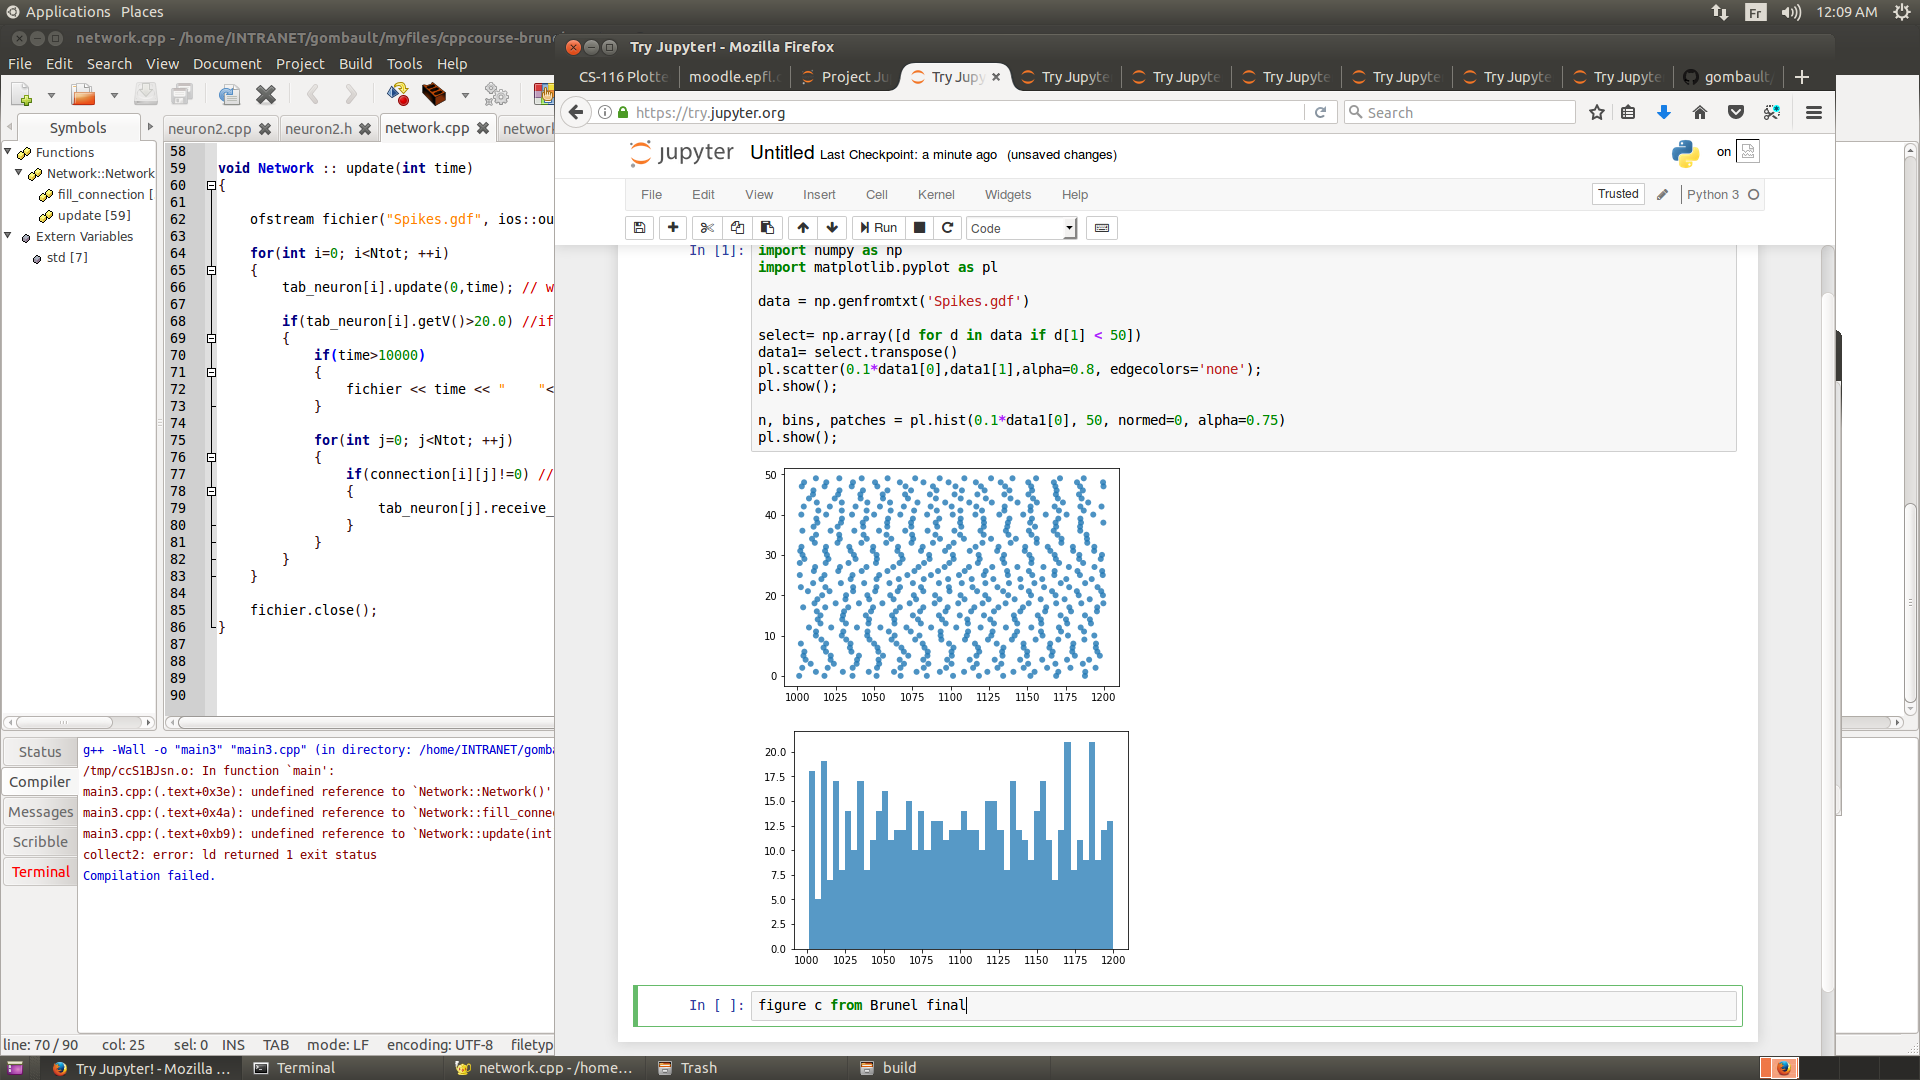 Applications Places
Fr 12:09 AM
network.cpp - /home/INTRANET/gombault/myfiles/cppcourse-brun
File Edit Search View Document Project Build Tools Help
Symbols
neuron2.cpp neuron2.h network.cpp netwo
Functions
Network::Network
fill_connection [
update [59]
Extern Variables
std [7]
58
59 void Network :: update(int time)
60 {
61
62 ofstream fichier("Spikes.gdf", ios::ou
63
64 for(int i=0; i<Ntot; ++i)
65 {
66 tab_neuron[i].update(0,time); // w
67
68 if(tab_neuron[i].getV()>20.0) //if
69 {
70 if(time>10000)
71 {
72 fichier << time << "    "<
73 }
74
75 for(int j=0; j<Ntot; ++j)
76 {
77 if(connection[i][j]!=0) //
78 {
79 tab_neuron[j].receive_
80 }
81 }
82 }
83 }
84
85 fichier.close();
86 }
87
88
89
90
Status
Compiler
Messages
Scribble
Terminal
g++ -Wall -o "main3" "main3.cpp" (in directory: /home/INTRANET/gomba
/tmp/ccS1BJsn.o: In function `main':
main3.cpp:(.text+0x3e): undefined reference to `Network::Network()'
main3.cpp:(.text+0x4a): undefined reference to `Network::fill_conne
main3.cpp:(.text+0xb9): undefined reference to `Network::update(int
collect2: error: ld returned 1 exit status
Compilation failed.
line: 70 / 90 col: 25 sel: 0 INS TAB mode: LF encoding: UTF-8 filetyp
Try Jupyter! - Mozilla Firefox
CS-116 Plotte moodle.epfl. Project Ju Try Jupy Try Jupyte Try Jupyte Try Jupyte Try Jupyte Try Jupyte Try Jupyte gombault
https://try.jupyter.org
Search
jupyter Untitled Last Checkpoint: a minute ago (unsaved changes)
on
File Edit View Insert Cell Kernel Widgets Help
Trusted Python 3
Run Code
In [1]: import numpy as np
import matplotlib.pyplot as pl
data = np.genfromtxt('Spikes.gdf')
select= np.array([d for d in data if d[1] < 50])
data1= select.transpose()
pl.scatter(0.1*data1[0],data1[1],alpha=0.8, edgecolors='none');
pl.show();
n, bins, patches = pl.hist(0.1*data1[0], 50, normed=0, alpha=0.75)
pl.show();
50
40
30
20
10
0
1000 1025 1050 1075 1100 1125 1150 1175 1200
20.0
17.5
15.0
12.5
10.0
7.5
5.0
2.5
0.0
1000 1025 1050 1075 1100 1125 1150 1175 1200
In [ ]: figure c from Brunel final
Try Jupyter! - Mozilla ... Terminal network.cpp - /home... Trash build